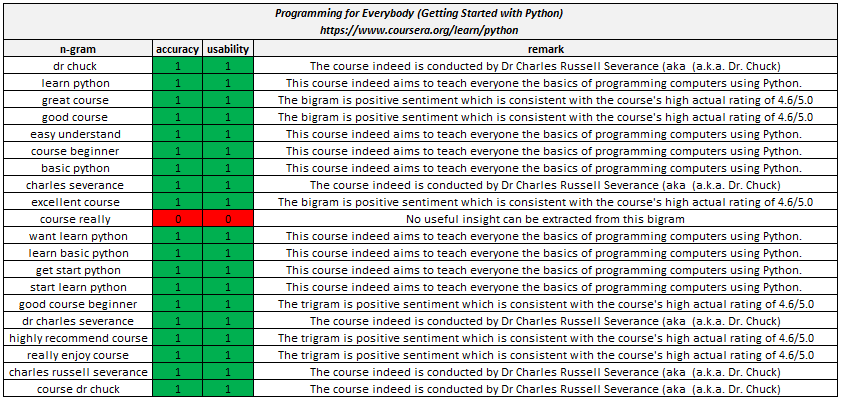 Programming for Everybody (Getting Started with Python)
https://www.coursera.org/learn/python
n-gram accuracy usability remark
dr chuck 1 1 The course indeed is conducted by Dr Charles Russell Severance (aka (a.k.a. Dr. Chuck)
learn python 1 1 This course indeed aims to teach everyone the basics of programming computers using Python.
great course 1 1 The bigram is positive sentiment which is consistent with the course's high actual rating of 4.6/5.0
good course 1 1 The bigram is positive sentiment which is consistent with the course's high actual rating of 4.6/5.0
easy understand 1 1 This course indeed aims to teach everyone the basics of programming computers using Python.
course beginner 1 1 This course indeed aims to teach everyone the basics of programming computers using Python.
basic python 1 1 This course indeed aims to teach everyone the basics of programming computers using Python.
charles severance 1 1 The course indeed is conducted by Dr Charles Russell Severance (aka (a.k.a. Dr. Chuck)
excellent course 1 1 The bigram is positive sentiment which is consistent with the course's high actual rating of 4.6/5.0
course really 0 0 No useful insight can be extracted from this bigram
want learn python 1 1 This course indeed aims to teach everyone the basics of programming computers using Python.
learn basic python 1 1 This course indeed aims to teach everyone the basics of programming computers using Python.
get start python 1 1 This course indeed aims to teach everyone the basics of programming computers using Python.
start learn python 1 1 This course indeed aims to teach everyone the basics of programming computers using Python.
good course beginner 1 1 The trigram is positive sentiment which is consistent with the course's high actual rating of 4.6/5.0
dr charles severance 1 1 The course indeed is conducted by Dr Charles Russell Severance (aka (a.k.a. Dr. Chuck)
highly recommend course 1 1 The trigram is positive sentiment which is consistent with the course's high actual rating of 4.6/5.0
really enjoy course 1 1 The trigram is positive sentiment which is consistent with the course's high actual rating of 4.6/5.0
charles russell severance 1 1 The course indeed is conducted by Dr Charles Russell Severance (aka (a.k.a. Dr. Chuck)
course dr chuck 1 1 The course indeed is conducted by Dr Charles Russell Severance (aka (a.k.a. Dr. Chuck)